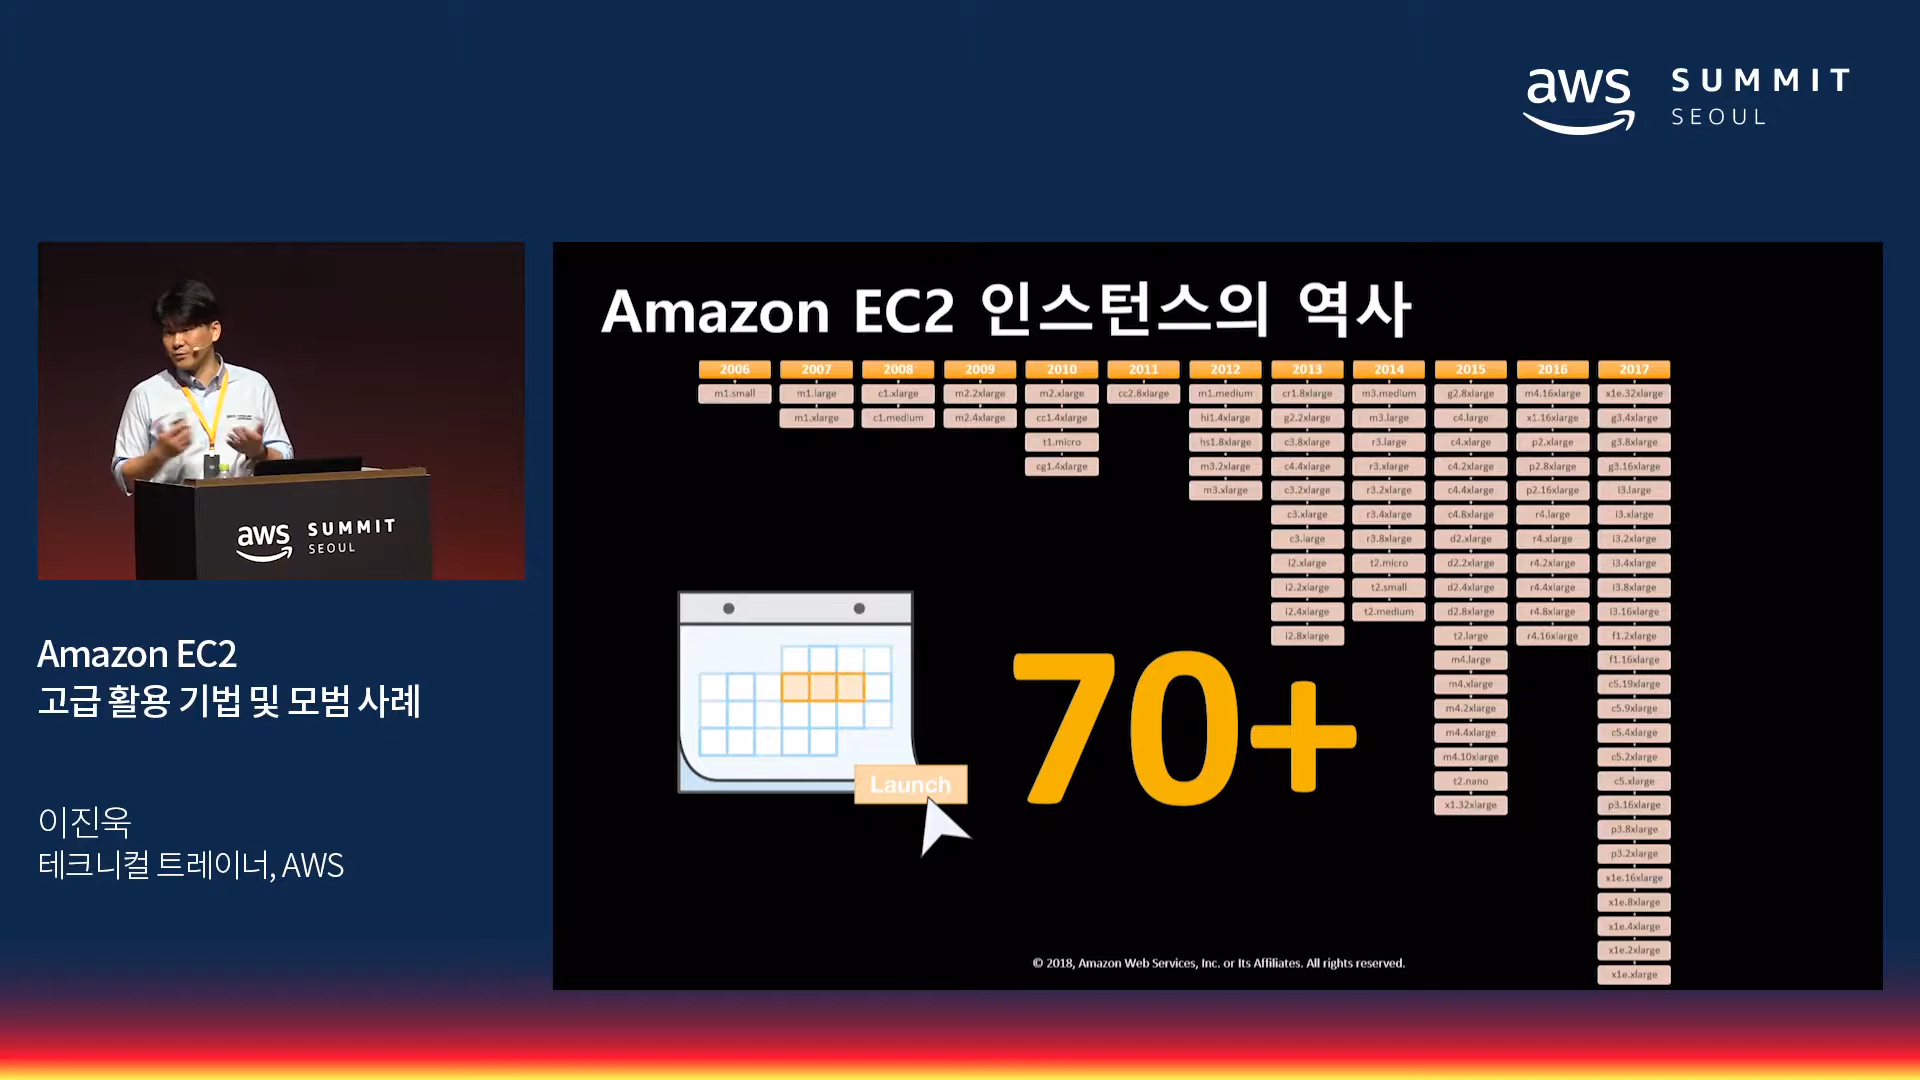 aws SUMMIT
SEOUL
Amazon EC2 인스턴스의 역사
2006 2007 2008 2009 2010 2011 2012 2013 2014 2015 2016 2017
m1.small m1.large c1.xlarge m2.2xlarge m2.xlarge cc2.8xlarge m1.medium cr1.8xlarge m3.medium g2.8xlarge m4.16xlarge x1e.32xlarge
m1.xlarge c1.medium m2.4xlarge cc1.4xlarge hi1.4xlarge g2.2xlarge m3.large c4.large x1.16xlarge g3.4xlarge
t1.micro hs1.8xlarge c3.8xlarge r3.large c4.xlarge p2.xlarge g3.8xlarge
cg1.4xlarge m3.2xlarge c4.4xlarge r3.xlarge c4.2xlarge p2.8xlarge g3.16xlarge
m3.xlarge c3.2xlarge r3.2xlarge c4.4xlarge p2.16xlarge i3.large
c3.xlarge r3.4xlarge c4.8xlarge r4.large i3.xlarge
c3.large r3.8xlarge d2.xlarge r4.xlarge i3.2xlarge
i2.xlarge t2.micro d2.2xlarge r4.2xlarge i3.4xlarge
i2.2xlarge t2.small d2.4xlarge r4.4xlarge i3.8xlarge
i2.4xlarge t2.medium d2.8xlarge r4.8xlarge i3.16xlarge
i2.8xlarge t2.large r4.16xlarge f1.2xlarge
m4.large f1.16xlarge
m4.xlarge c5.19xlarge
m4.2xlarge c5.9xlarge
m4.4xlarge c5.4xlarge
m4.10xlarge c5.2xlarge
t2.nano c5.xlarge
x1.32xlarge p3.16xlarge
p3.8xlarge
p3.2xlarge
x1e.16xlarge
x1e.8xlarge
x1e.4xlarge
x1e.2xlarge
x1e.xlarge
Launch
70+
© 2018, Amazon Web Services, Inc. or Its Affiliates. All rights reserved.
aws SUMMIT
SEOUL
Amazon EC2
고급 활용 기법 및 모범 사례
이진욱
테크니컬 트레이너, AWS